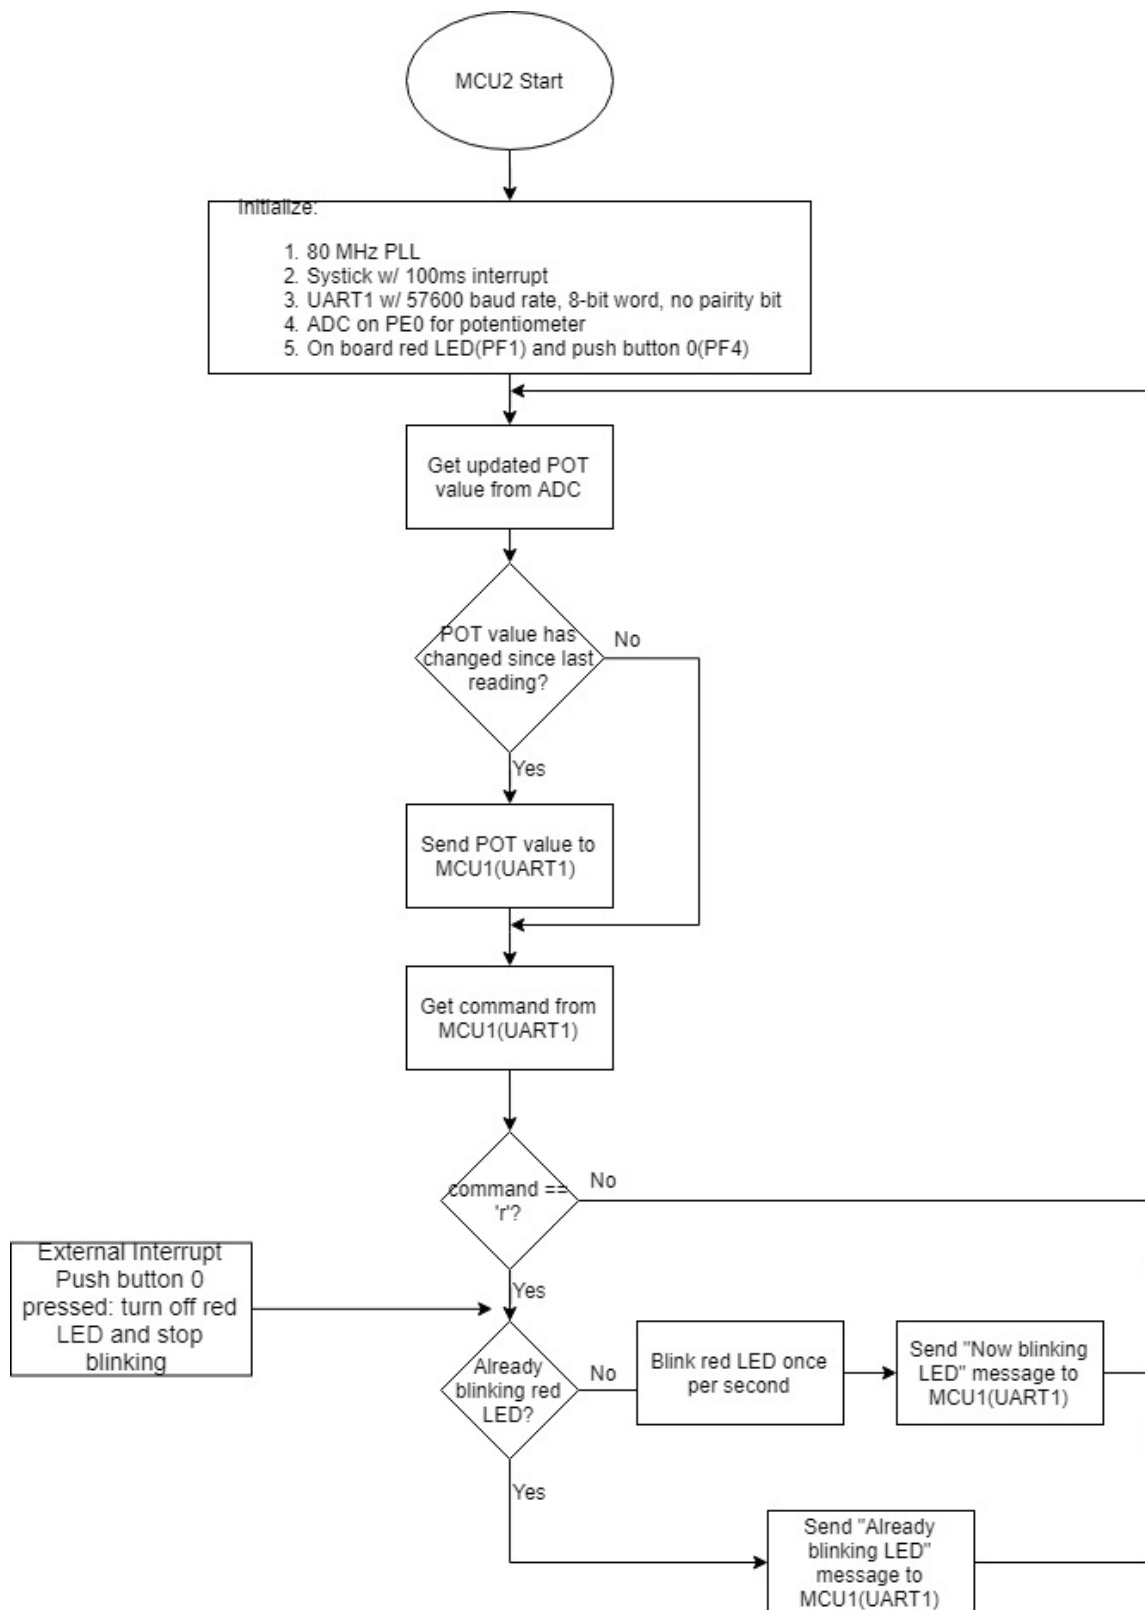 MCU2 Start
Initialize:
1. 80 MHz PLL
2. Systick w/ 100ms interrupt
3. UART1 w/ 57600 baud rate, 8-bit word, no pairity bit
4. ADC on PE0 for potentiometer
5. On board red LED(PF1) and push button 0(PF4)
Get updated POT
value from ADC
POT value has
changed since last
reading?
No
Yes
Send POT value to
MCU1(UART1)
Get command from
MCU1(UART1)
command ==
'r'?
No
Yes
External Interrupt
Push button 0
pressed: turn off red
LED and stop
blinking
Already
blinking red
LED?
No
Blink red LED once
per second
Send "Now blinking
LED" message to
MCU1(UART1)
Yes
Send "Already
blinking LED"
message to
MCU1(UART1)